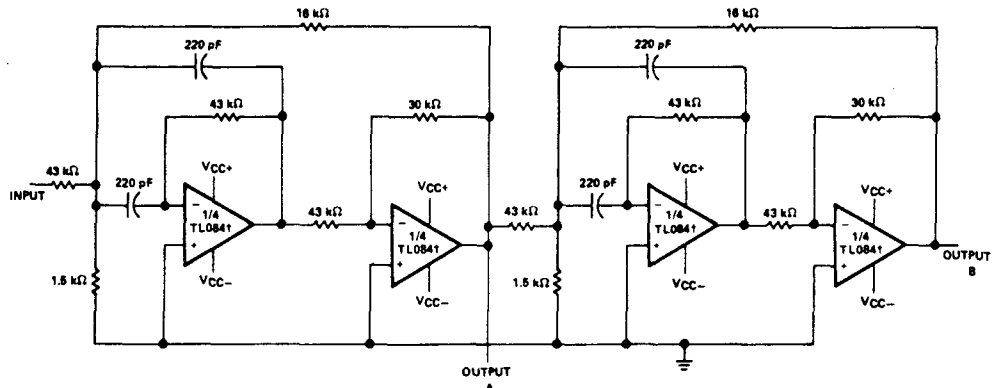 16 kΩ
220 pF
43 kΩ
30 kΩ
43 kΩ
INPUT
220 pF
VCC+
1/4
TL084†
VCC−
43 kΩ
VCC+
1/4
TL084†
VCC−
1.5 kΩ
OUTPUT
16 kΩ
220 pF
43 kΩ
30 kΩ
43 kΩ
220 pF
VCC+
1/4
TL084†
VCC−
43 kΩ
VCC+
1/4
TL084†
VCC−
1.5 kΩ
OUTPUT
B